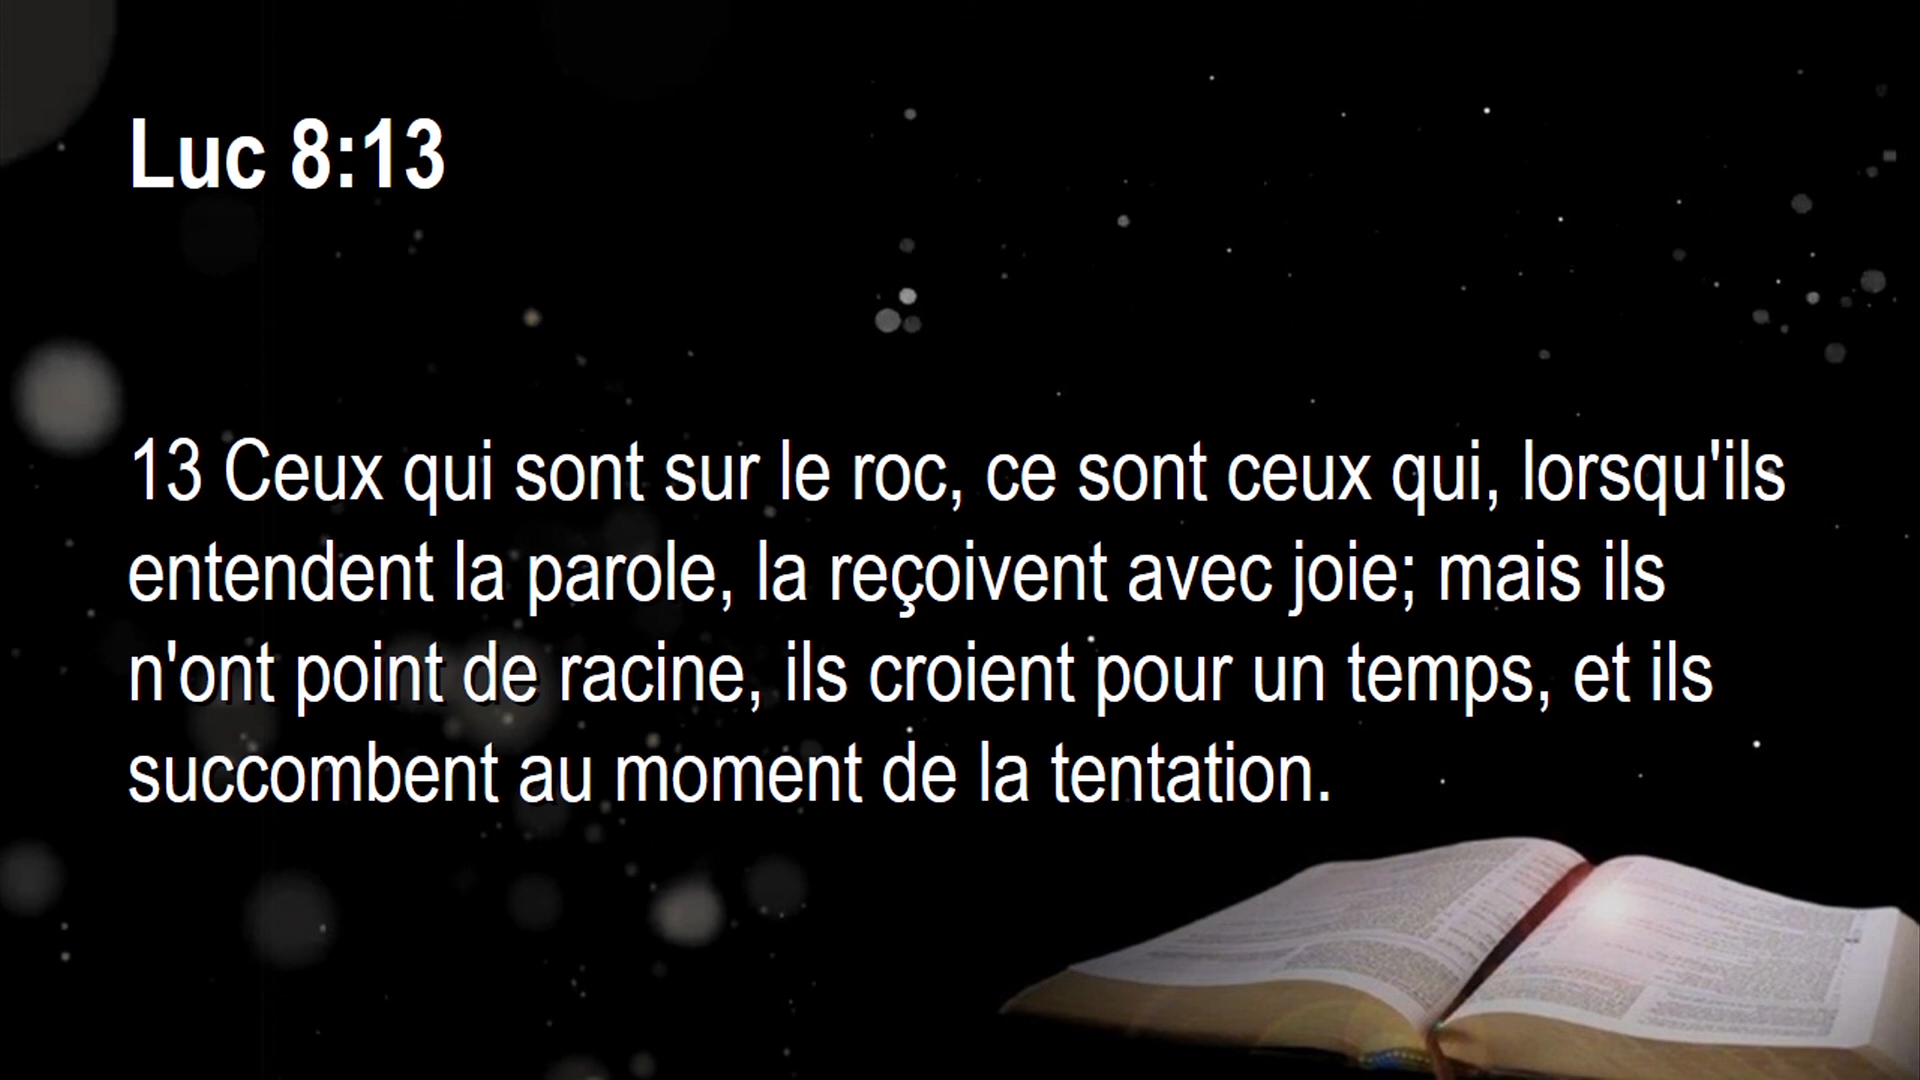 Luc 8:13
13 Ceux qui sont sur le roc, ce sont ceux qui, lorsqu'ils
entendent la parole, la reçoivent avec joie; mais ils
n'ont point de racine, ils croient pour un temps, et ils
succombent au moment de la tentation.